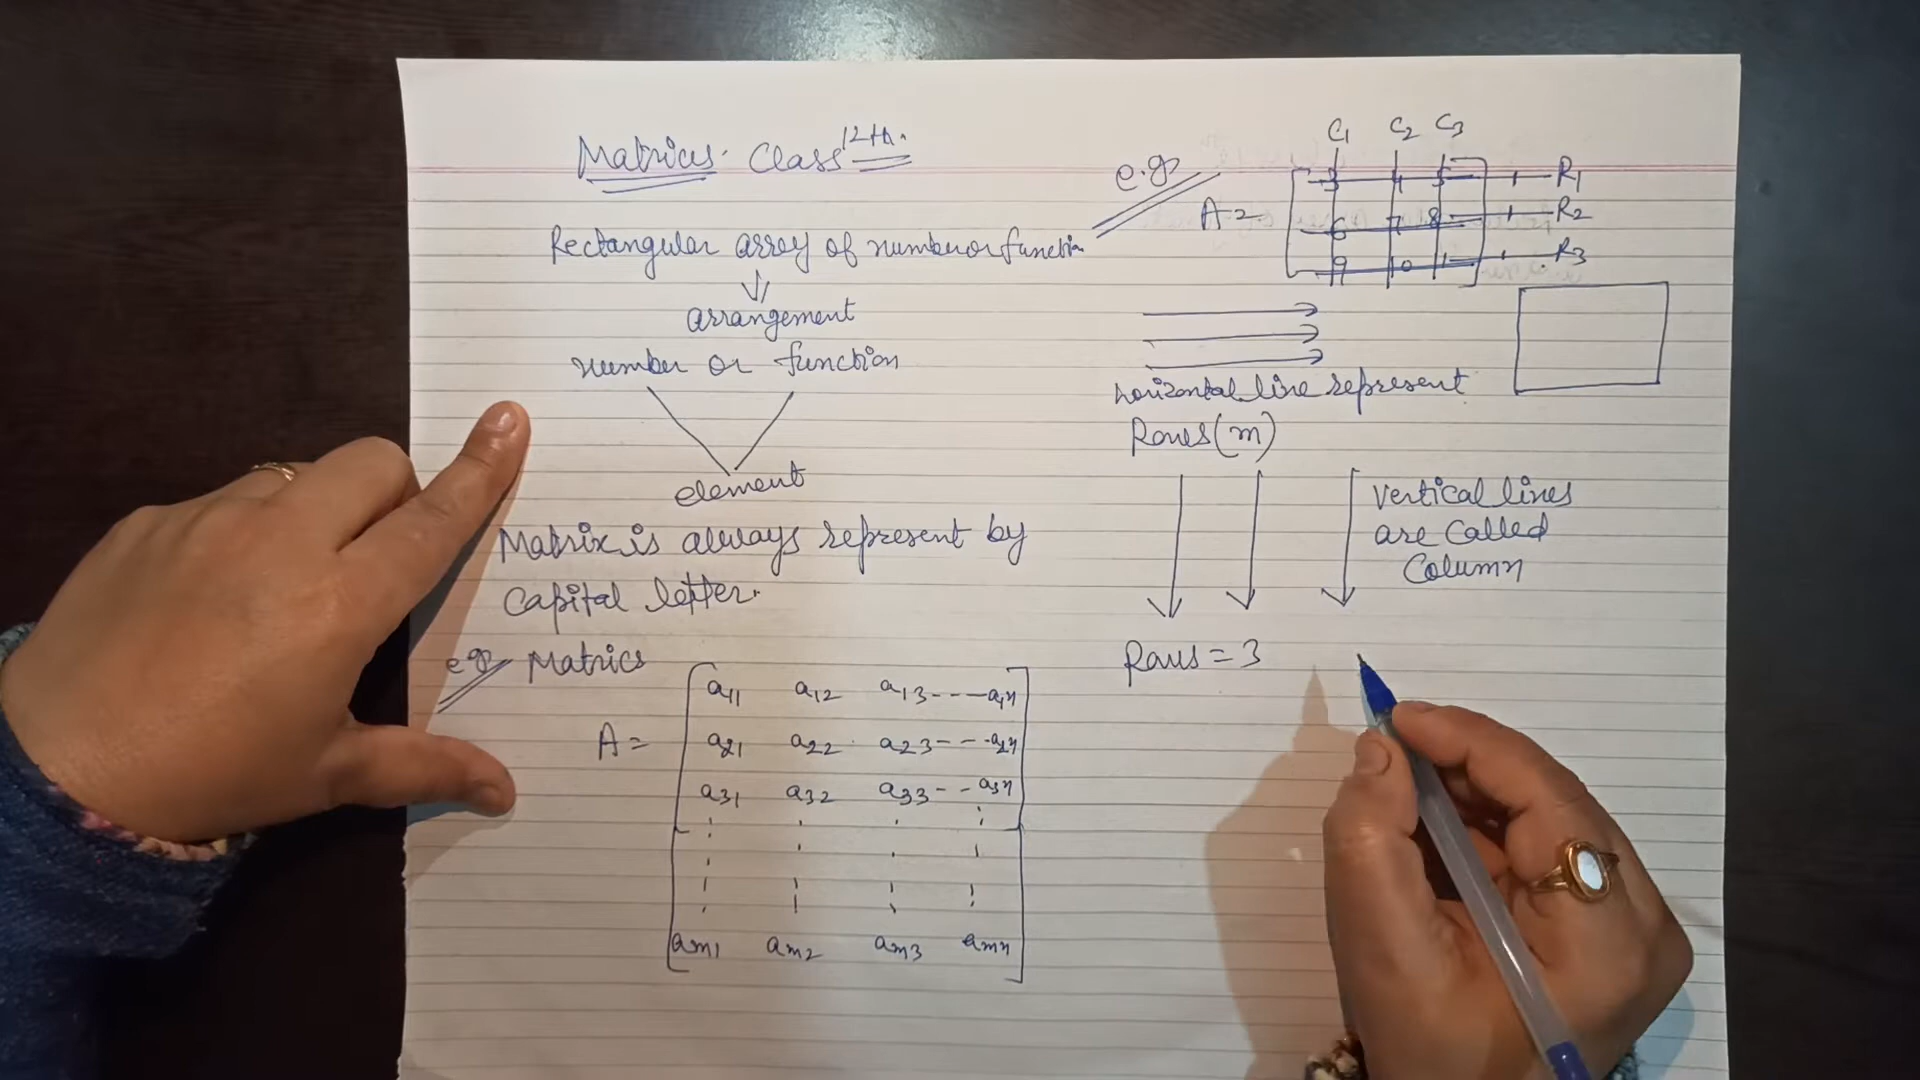 Matrices. Class 12th.
Rectangular array of number or function
arrangement
number or function
element
Matrix is always represent by
Capital letter.
e.g. Matrics
A =
a11 a12 a13 - - - - a1n
a21 a22 a23 - - - a2n
a31 a32 a33 - - a3n
am1 am2 am3 amn
e.g.
C1 C2 C3
A =
3 4 5 R1
6 7 8 R2
9 10 11 R3
horizontal line represent
Rows (m)
Vertical lines
are Called
Column
Rows = 3